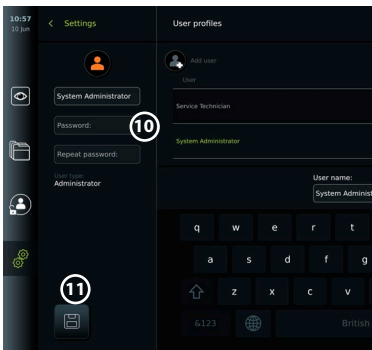 10:57
10 Jun
Settings
System Administrator
Password:
10
Repeat password:
User type:
Administrator
11
User profiles
Add user
User
Service Technician
System Administrator
User name:
System Administ
q w e r t
a s d f g
z x c v
&123
British